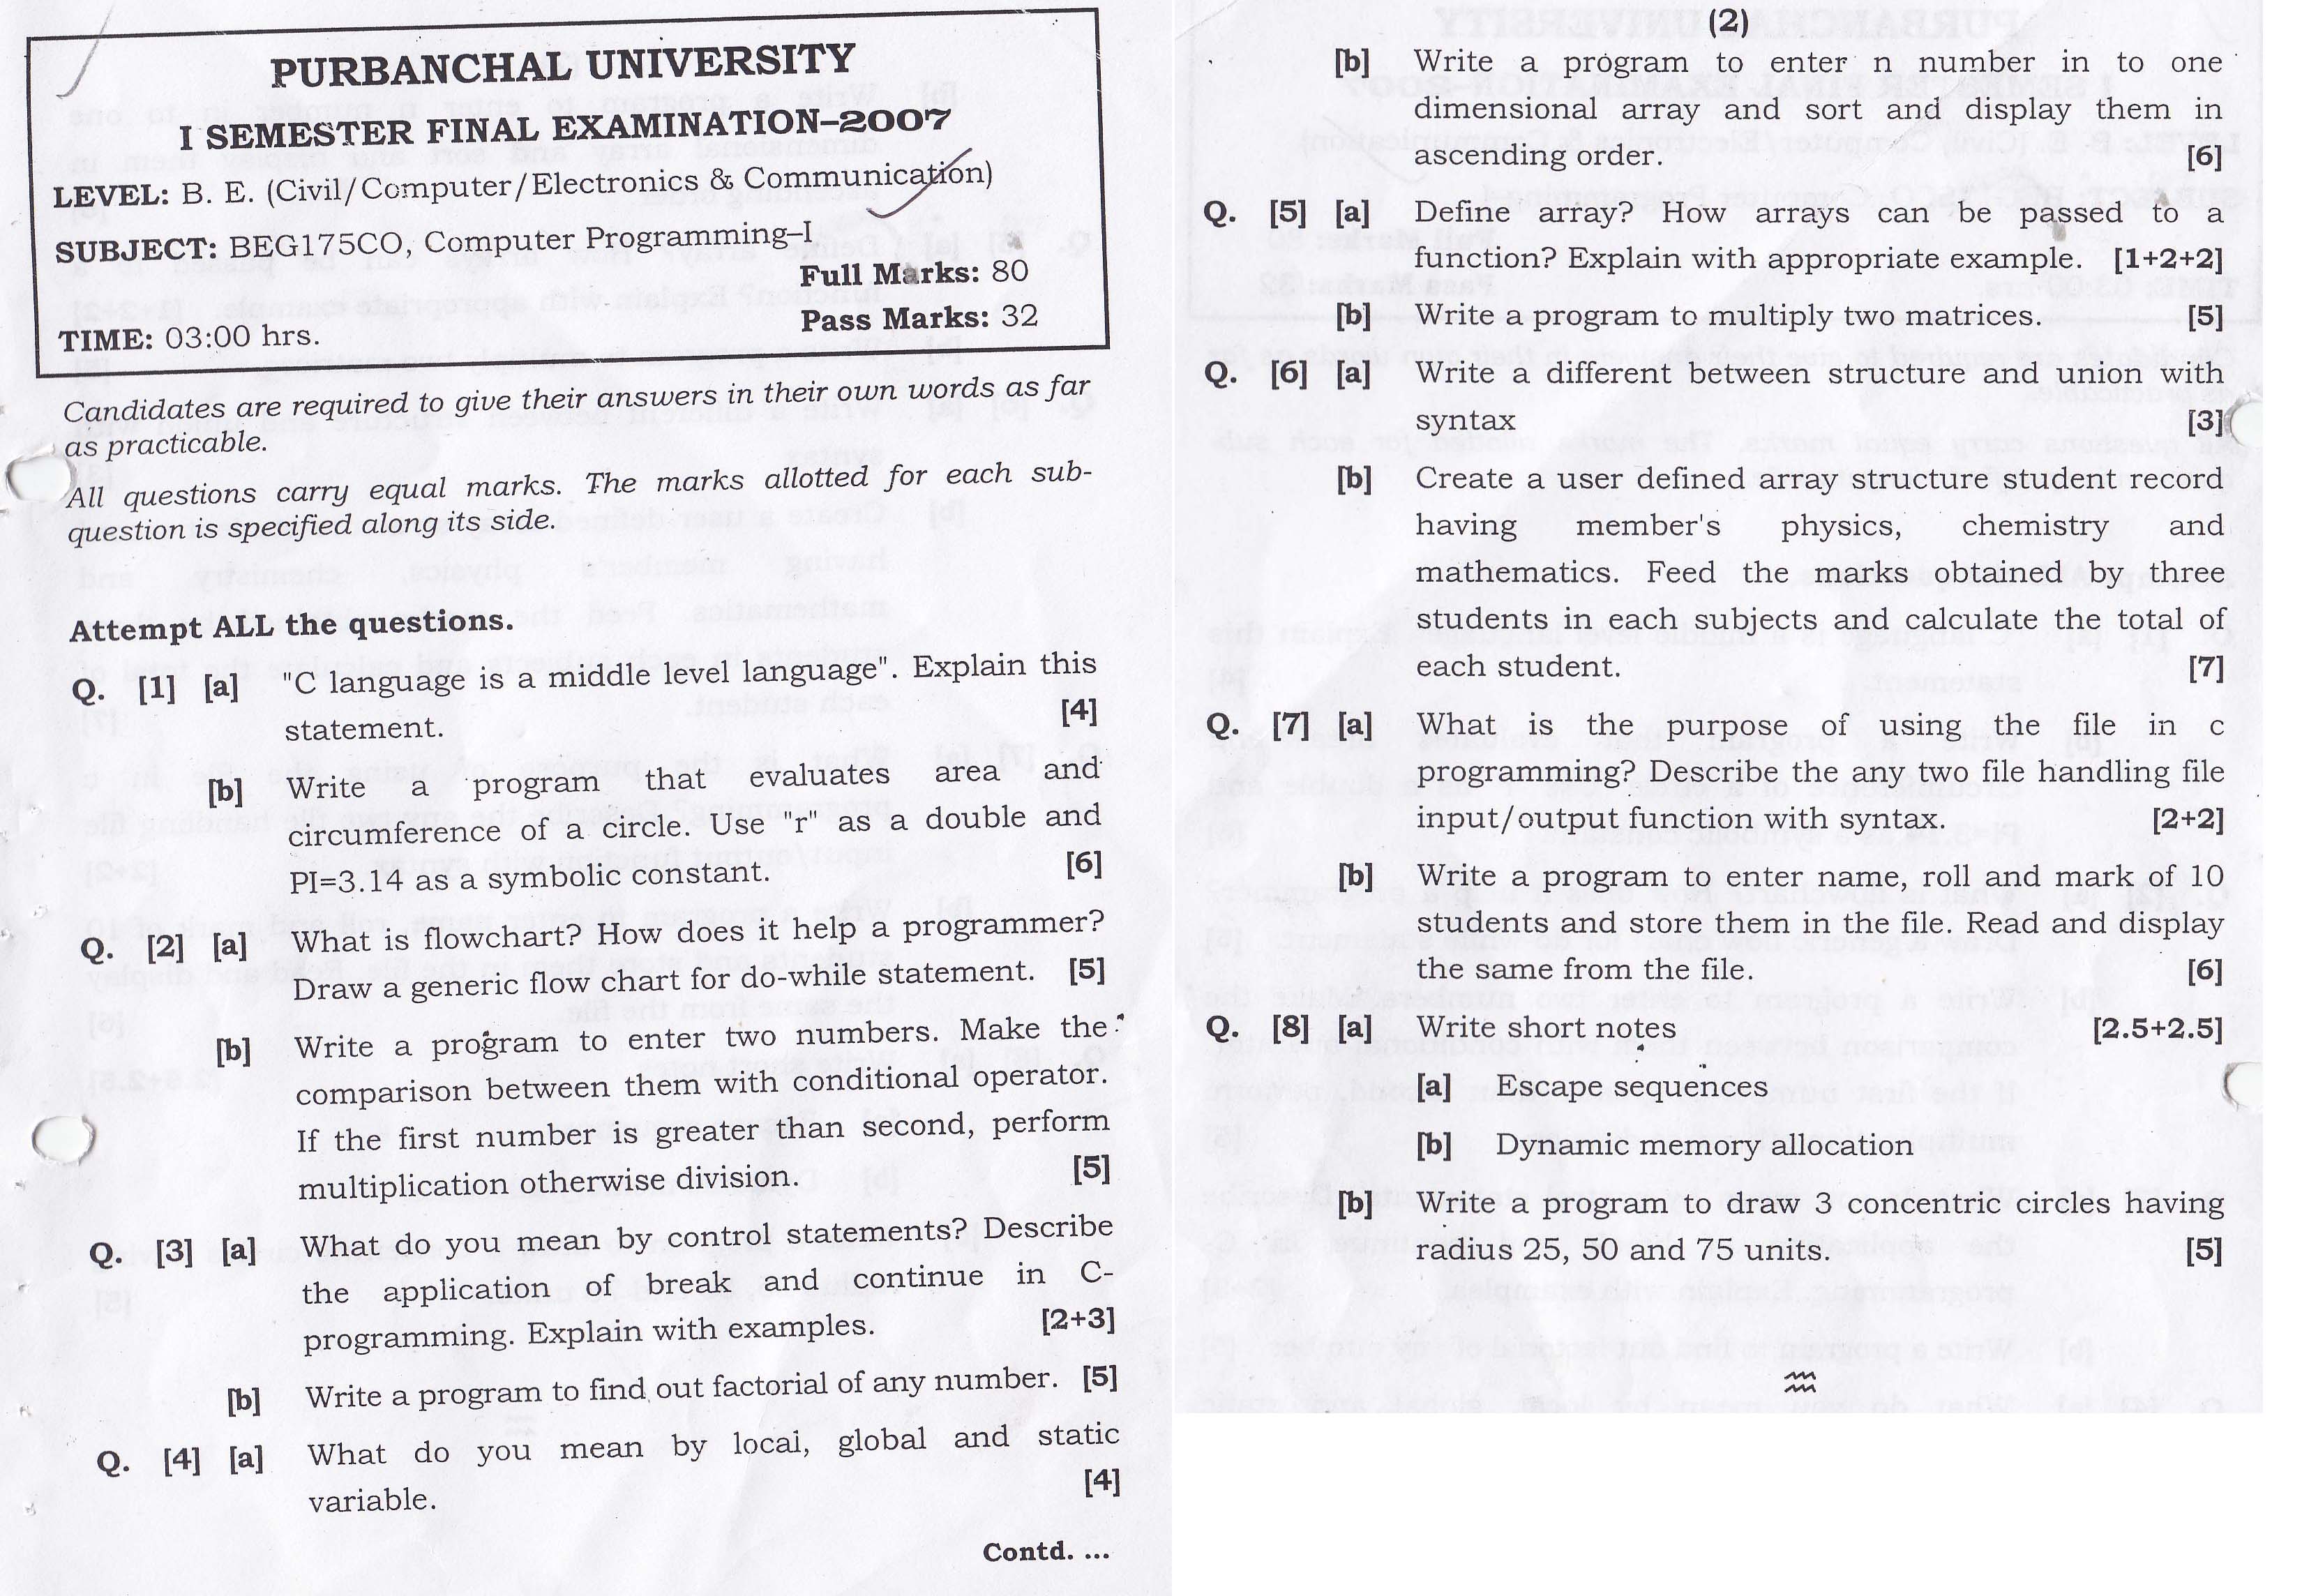 PURBANCHAL UNIVERSITY
I SEMESTER FINAL EXAMINATION–2007
LEVEL: B. E. (Civil/Computer/Electronics & Communication)
SUBJECT: BEG175CO, Computer Programming–I
Full Marks: 80
Pass Marks: 32
TIME: 03:00 hrs.
Candidates are required to give their answers in their own words as far
as practicable.
All questions carry equal marks. The marks allotted for each sub-
question is specified along its side.
Attempt ALL the questions.
Q. [1] [a] "C language is a middle level language". Explain this
statement. [4]
[b] Write a program that evaluates area and
circumference of a circle. Use "r" as a double and
PI=3.14 as a symbolic constant. [6]
Q. [2] [a] What is flowchart? How does it help a programmer?
Draw a generic flow chart for do-while statement. [5]
[b] Write a program to enter two numbers. Make the
comparison between them with conditional operator.
If the first number is greater than second, perform
multiplication otherwise division. [5]
Q. [3] [a] What do you mean by control statements? Describe
the application of break and continue in C-
programming. Explain with examples. [2+3]
[b] Write a program to find out factorial of any number. [5]
Q. [4] [a] What do you mean by local, global and static
variable. [4]
Contd. ...
(2)
[b] Write a program to enter n number in to one
dimensional array and sort and display them in
ascending order. [6]
Q. [5] [a] Define array? How arrays can be passed to a
function? Explain with appropriate example. [1+2+2]
[b] Write a program to multiply two matrices. [5]
Q. [6] [a] Write a different between structure and union with
syntax [3]
[b] Create a user defined array structure student record
having member's physics, chemistry and
mathematics. Feed the marks obtained by three
students in each subjects and calculate the total of
each student. [7]
Q. [7] [a] What is the purpose of using the file in c
programming? Describe the any two file handling file
input/output function with syntax. [2+2]
[b] Write a program to enter name, roll and mark of 10
students and store them in the file. Read and display
the same from the file. [6]
Q. [8] [a] Write short notes [2.5+2.5]
[a] Escape sequences
[b] Dynamic memory allocation
[b] Write a program to draw 3 concentric circles having
radius 25, 50 and 75 units. [5]